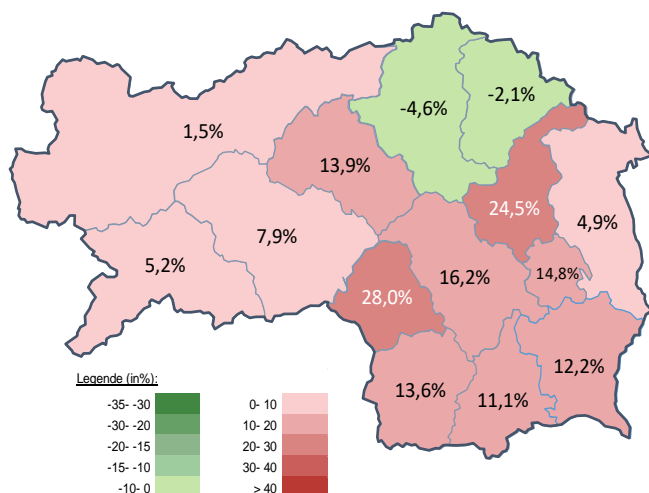 -4,6%
-2,1%
1,5%
13,9%
24,5%
4,9%
7,9%
5,2%
16,2%
14,8%
28,0%
12,2%
13,6%
11,1%
Legende (in%):
-35- -30 0- 10
-30 -20 10- 20
-20 - -15 20- 30
-15- -10 30- 40
-10- 0 > 40